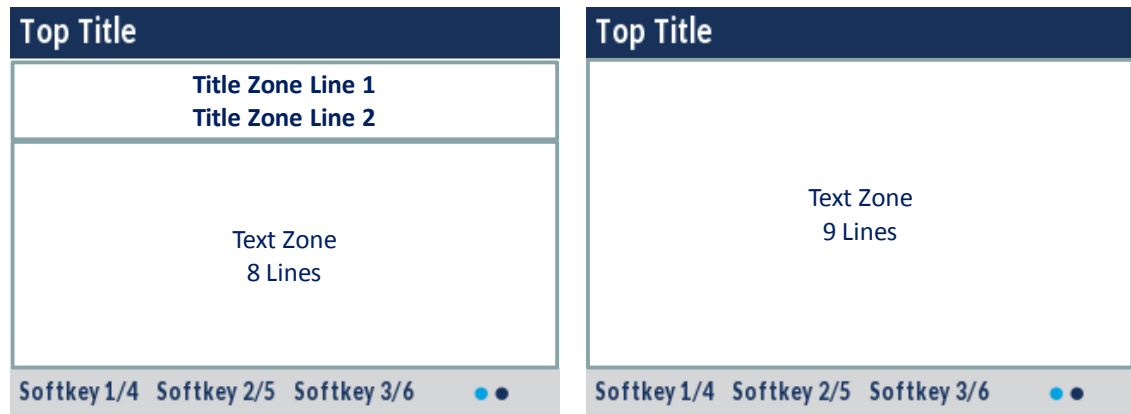 Top Title
Title Zone Line 1
Title Zone Line 2
Text Zone
8 Lines
Softkey 1/4 Softkey 2/5 Softkey 3/6
Top Title
Text Zone
9 Lines
Softkey 1/4 Softkey 2/5 Softkey 3/6